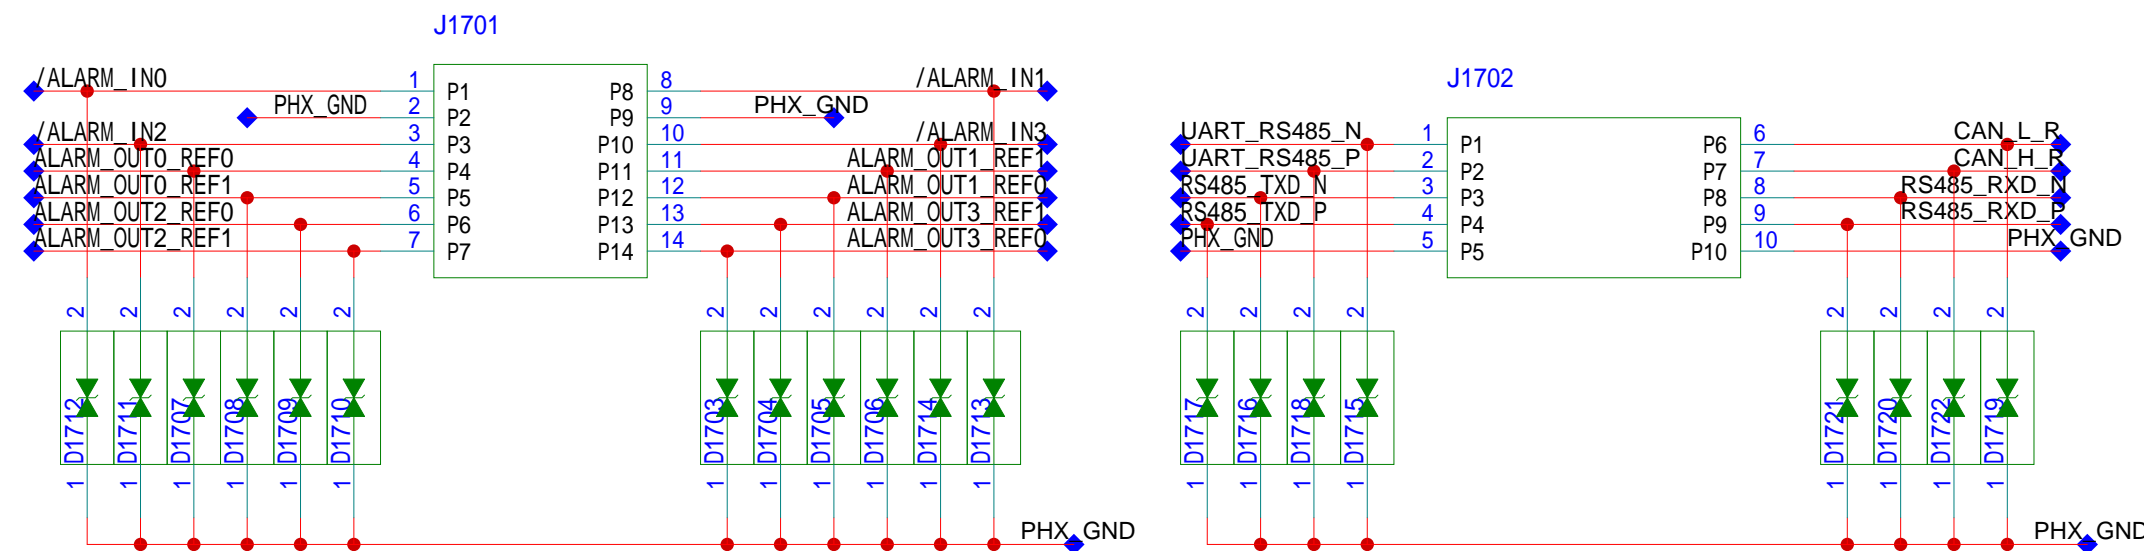 J1701
/ALARM_IN0 1 P1 P8 8 /ALARM_IN1
PHX_GND 2 P2 P9 9 PHX_GND
/ALARM_IN2 3 P3 P10 10 /ALARM_IN3
ALARM_OUT0_REF0 4 P4 P11 11 ALARM_OUT1_REF1
ALARM_OUT0_REF1 5 P5 P12 12 ALARM_OUT1_REF0
ALARM_OUT2_REF0 6 P6 P13 13 ALARM_OUT3_REF1
ALARM_OUT2_REF1 7 P7 P14 14 ALARM_OUT3_REF0
2 2 2 2 2 2 2 2 2 2 2 2
D1712 D1711 D1707 D1708 D1709 D1710 D1703 D1704 D1705 D1706 D1714 D1713
1 1 1 1 1 1 1 1 1 1 1 1
PHX_GND
J1702
UART_RS485_N 1 P1 P6 6 CAN_L_R
UART_RS485_P 2 P2 P7 7 CAN_H_R
RS485_TXD_N 3 P3 P8 8 RS485_RXD_N
RS485_TXD_P 4 P4 P9 9 RS485_RXD_P
PHX_GND 5 P5 P10 10 PHX_GND
2 2 2 2 2 2 2 2
D1717 D1716 D1718 D1715 D1721 D1720 D1722 D1719
1 1 1 1 1 1 1 1
PHX_GND